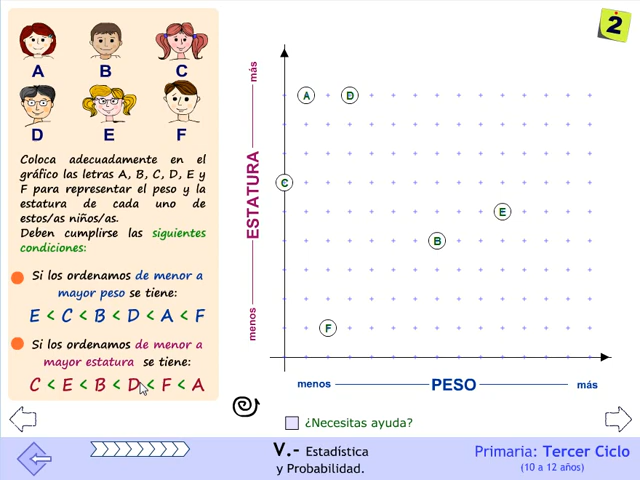 2
A B C
D E F
Coloca adecuadamente en el
gráfico las letras A, B, C, D, E y
F para representar el peso y la
estatura de cada uno de
estos/as niños/as.
Deben cumplirse las siguientes
condiciones:
Si los ordenamos de menor a
mayor peso se tiene:
E < C < B < D < A < F
Si los ordenamos de menor a
mayor estatura se tiene:
C < E < B < D < F < A
más
ESTATURA
menos
A D
C
E
B
F
menos PESO más
¿Necesitas ayuda?
V.- Estadística
y Probabilidad.
Primaria: Tercer Ciclo
(10 a 12 años)